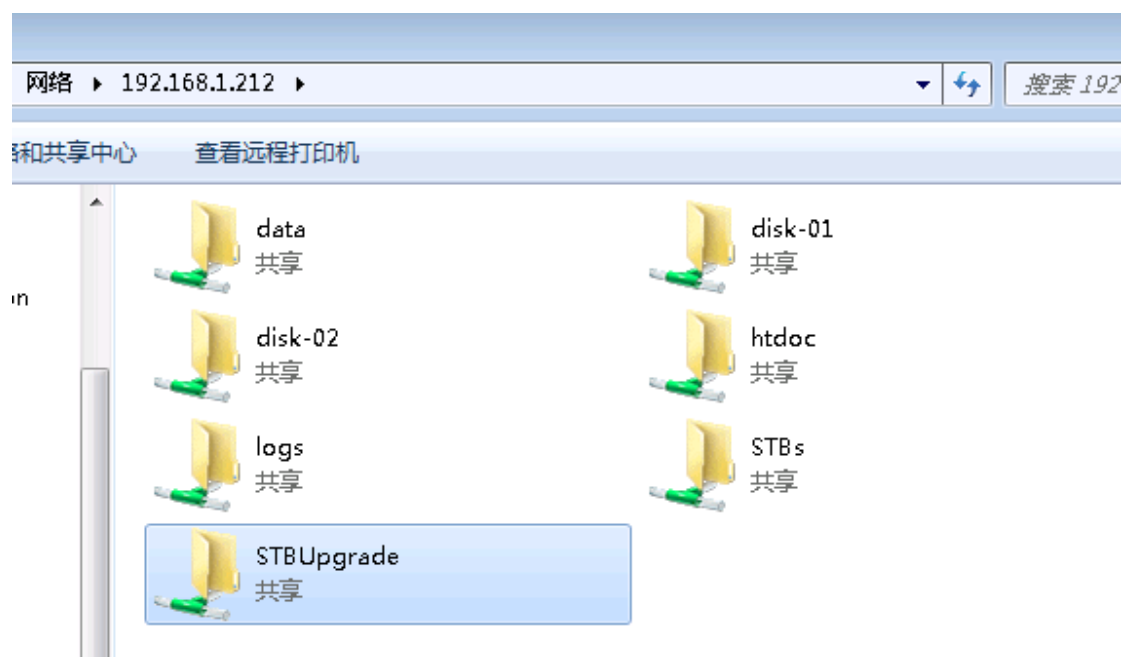 网络 ▸ 192.168.1.212 ▸
搜索 192
络和共享中心 查看远程打印机
data
共享
disk-01
共享
on
disk-02
共享
htdoc
共享
logs
共享
STBs
共享
STBUpgrade
共享